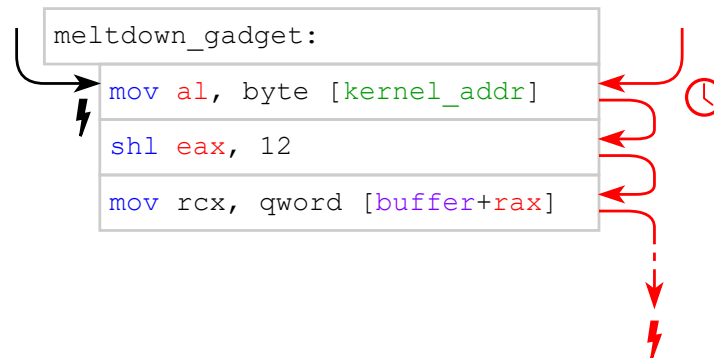 meltdown_gadget:
mov al, byte [kernel_addr]
shl eax, 12
mov rcx, qword [buffer+rax]